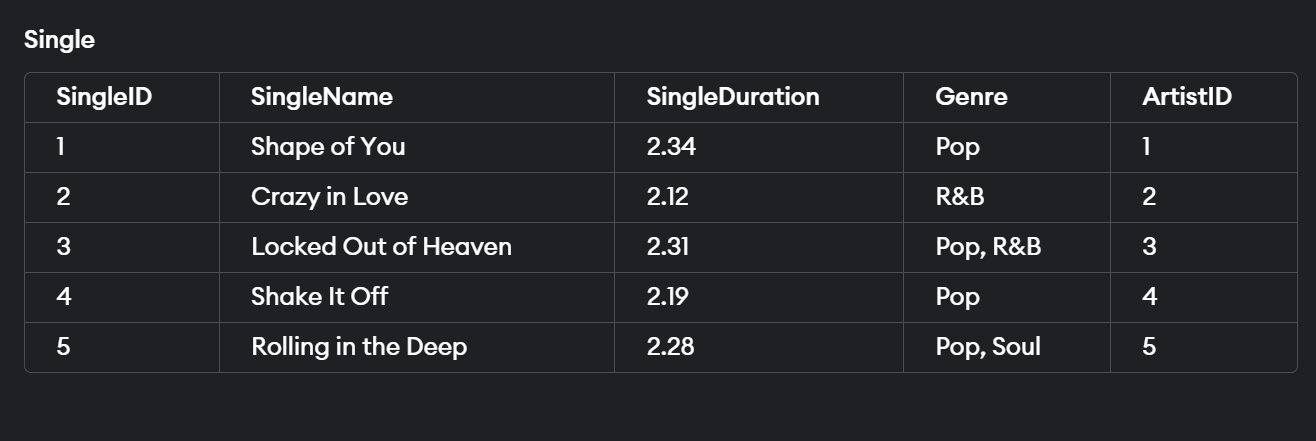 Single
SingleID SingleName SingleDuration Genre ArtistID
1 Shape of You 2.34 Pop 1
2 Crazy in Love 2.12 R&B 2
3 Locked Out of Heaven 2.31 Pop, R&B 3
4 Shake It Off 2.19 Pop 4
5 Rolling in the Deep 2.28 Pop, Soul 5